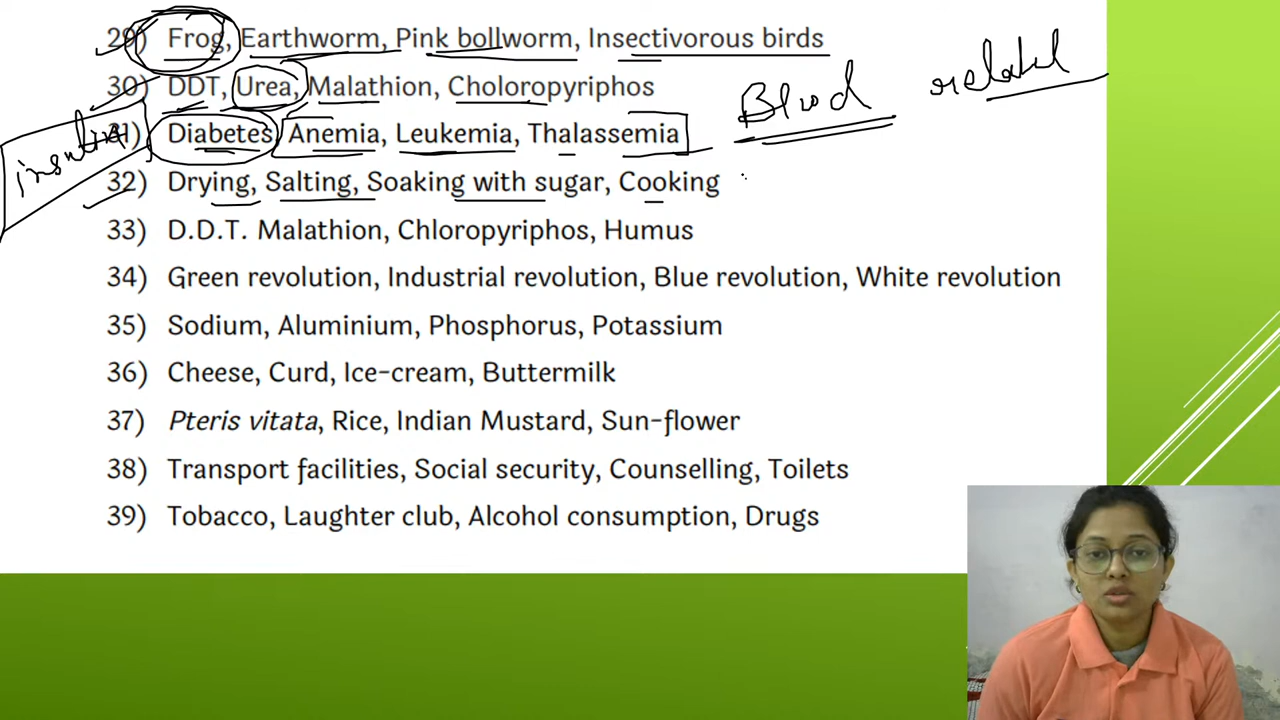 29) Frog, Earthworm, Pink bollworm, Insectivorous birds
30) DDT, Urea, Malathion, Choloropyriphos
Blood related
31) Diabetes, Anemia, Leukemia, Thalassemia
insulin
32) Drying, Salting, Soaking with sugar, Cooking
33) D.D.T. Malathion, Chloropyriphos, Humus
34) Green revolution, Industrial revolution, Blue revolution, White revolution
35) Sodium, Aluminium, Phosphorus, Potassium
36) Cheese, Curd, Ice-cream, Buttermilk
37) Pteris vitata, Rice, Indian Mustard, Sun-flower
38) Transport facilities, Social security, Counselling, Toilets
39) Tobacco, Laughter club, Alcohol consumption, Drugs